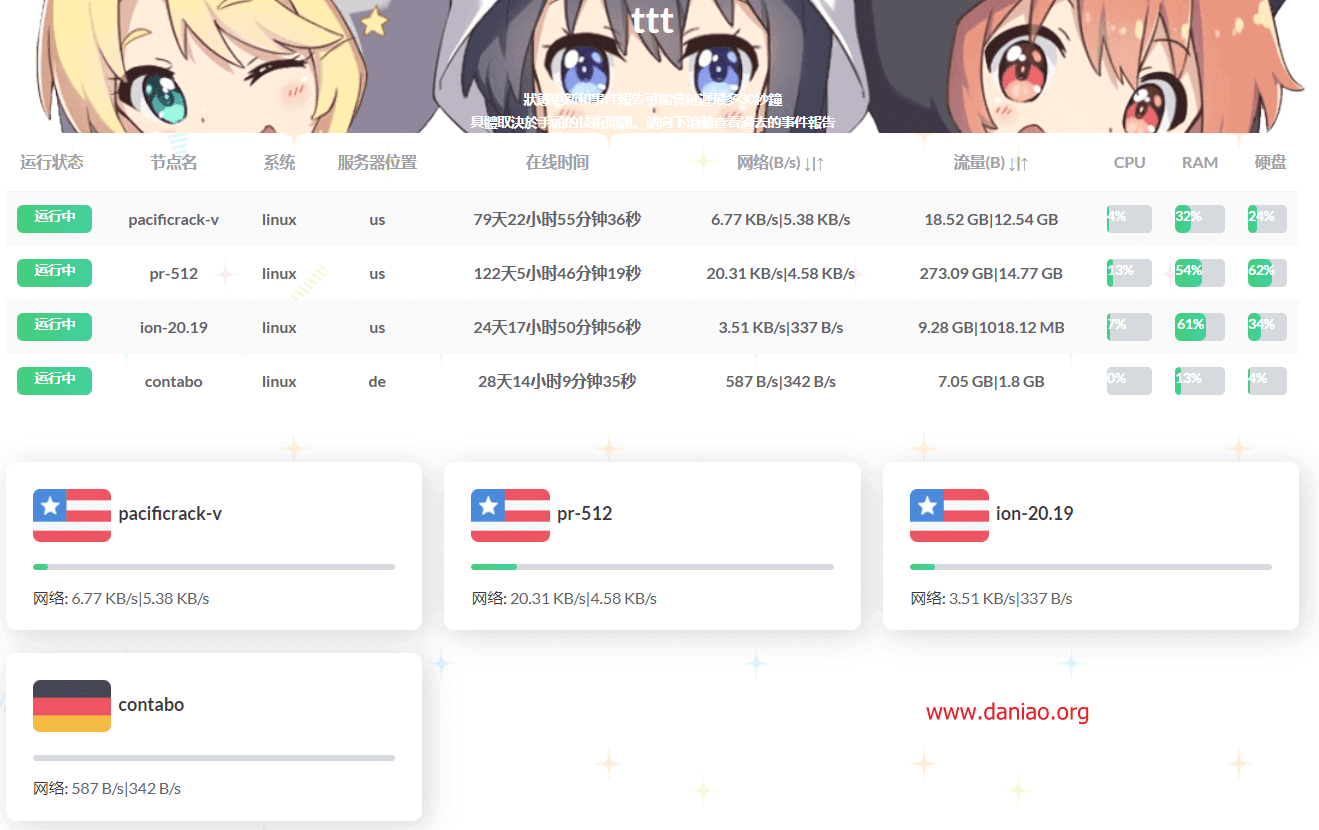 ttt
狀態更新和事件報告可能會延遲最多30秒鐘
具體取決於手頭的技術問題。請向下滾動查看過去的事件報告
运行状态 节点名 系统 服务器位置 在线时间 网络(B/s) ↓|↑ 流量(B) ↓|↑ CPU RAM 硬盘
运行中 pacificrack-v linux us 79天22小时55分钟36秒 6.77 KB/s|5.38 KB/s 18.52 GB|12.54 GB 4% 32% 24%
运行中 pr-512 linux us 122天5小时46分钟19秒 20.31 KB/s|4.58 KB/s 273.09 GB|14.77 GB 13% 54% 62%
运行中 ion-20.19 linux us 24天17小时50分钟56秒 3.51 KB/s|337 B/s 9.28 GB|1018.12 MB 7% 61% 34%
运行中 contabo linux de 28天14小时9分钟35秒 587 B/s|342 B/s 7.05 GB|1.8 GB 0% 13% 4%
pacificrack-v pr-512 ion-20.19
网络: 6.77 KB/s|5.38 KB/s 网络: 20.31 KB/s|4.58 KB/s 网络: 3.51 KB/s|337 B/s
contabo
www.daniao.org
网络: 587 B/s|342 B/s